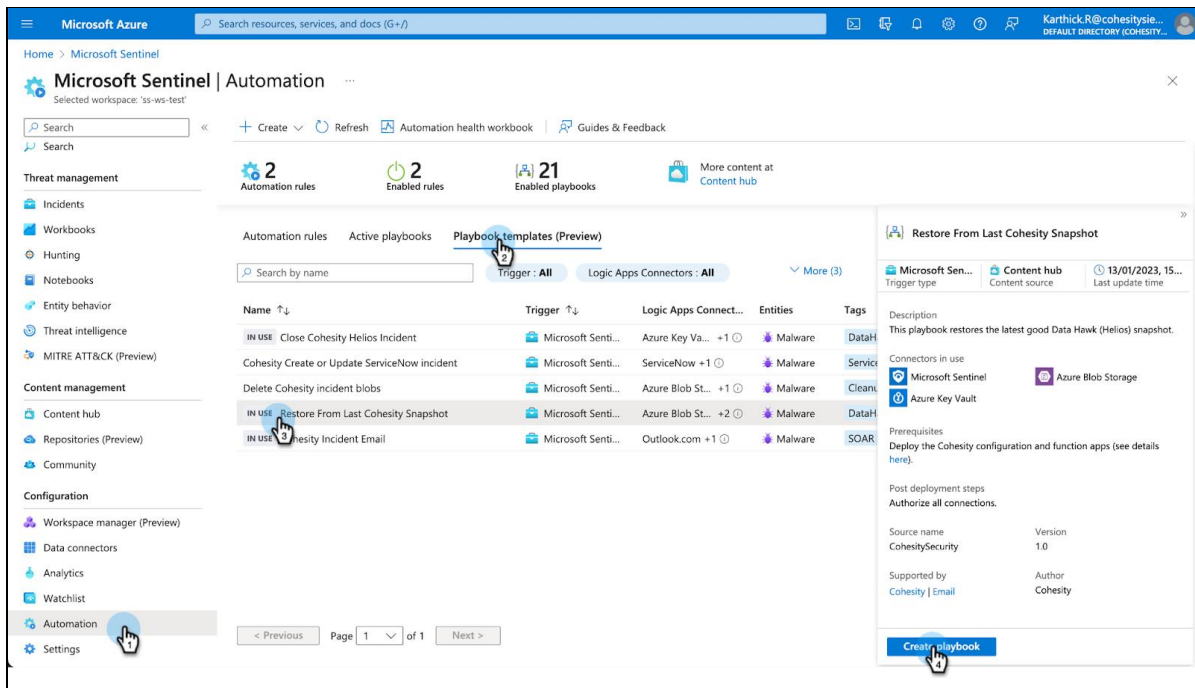 Microsoft Azure
Search resources, services, and docs (G+/)
Karthick.R@cohesitysie...
DEFAULT DIRECTORY (COHESITY...
Home > Microsoft Sentinel
Microsoft Sentinel | Automation ...
Selected workspace: 'ss-ws-test'
Search
Search
Threat management
Incidents
Workbooks
Hunting
Notebooks
Entity behavior
Threat intelligence
MITRE ATT&CK (Preview)
Content management
Content hub
Repositories (Preview)
Community
Configuration
Workspace manager (Preview)
Data connectors
Analytics
Watchlist
Automation
1
Settings
Create Refresh Automation health workbook Guides & Feedback
2
Automation rules
2
Enabled rules
21
Enabled playbooks
More content at
Content hub
Automation rules Active playbooks Playbook templates (Preview)
2
Search by name Trigger : All Logic Apps Connectors : All More (3)
Name ↑↓ Trigger ↑↓ Logic Apps Connect... Entities Tags
IN USE Close Cohesity Helios Incident Microsoft Senti... Azure Key Va... +1 Malware DataH
Cohesity Create or Update ServiceNow incident Microsoft Senti... ServiceNow +1 Malware Service
Delete Cohesity incident blobs Microsoft Senti... Azure Blob St... +1 Malware Cleanu
IN USE Restore From Last Cohesity Snapshot Microsoft Senti... Azure Blob St... +2 Malware DataH
3
IN USE hesity Incident Email Microsoft Senti... Outlook.com +1 Malware SOAR
< Previous Page 1 of 1 Next >
Restore From Last Cohesity Snapshot
Microsoft Sen...
Trigger type
Content hub
Content source
13/01/2023, 15...
Last update time
Description
This playbook restores the latest good Data Hawk (Helios) snapshot.
Connectors in use
Microsoft Sentinel Azure Blob Storage
Azure Key Vault
Prerequisites
Deploy the Cohesity configuration and function apps (see details
here).
Post deployment steps
Authorize all connections.
Source name Version
CohesitySecurity 1.0
Supported by Author
Cohesity | Email Cohesity
Create playbook
4